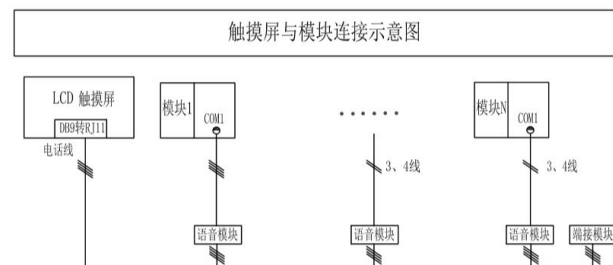 触摸屏与模块连接示意图
LCD 触摸屏
DB9转RJ11
电话线
模块1
COM1
......
3、4线
模块N
COM1
3、4线
语音模块
语音模块
语音模块
端接模块